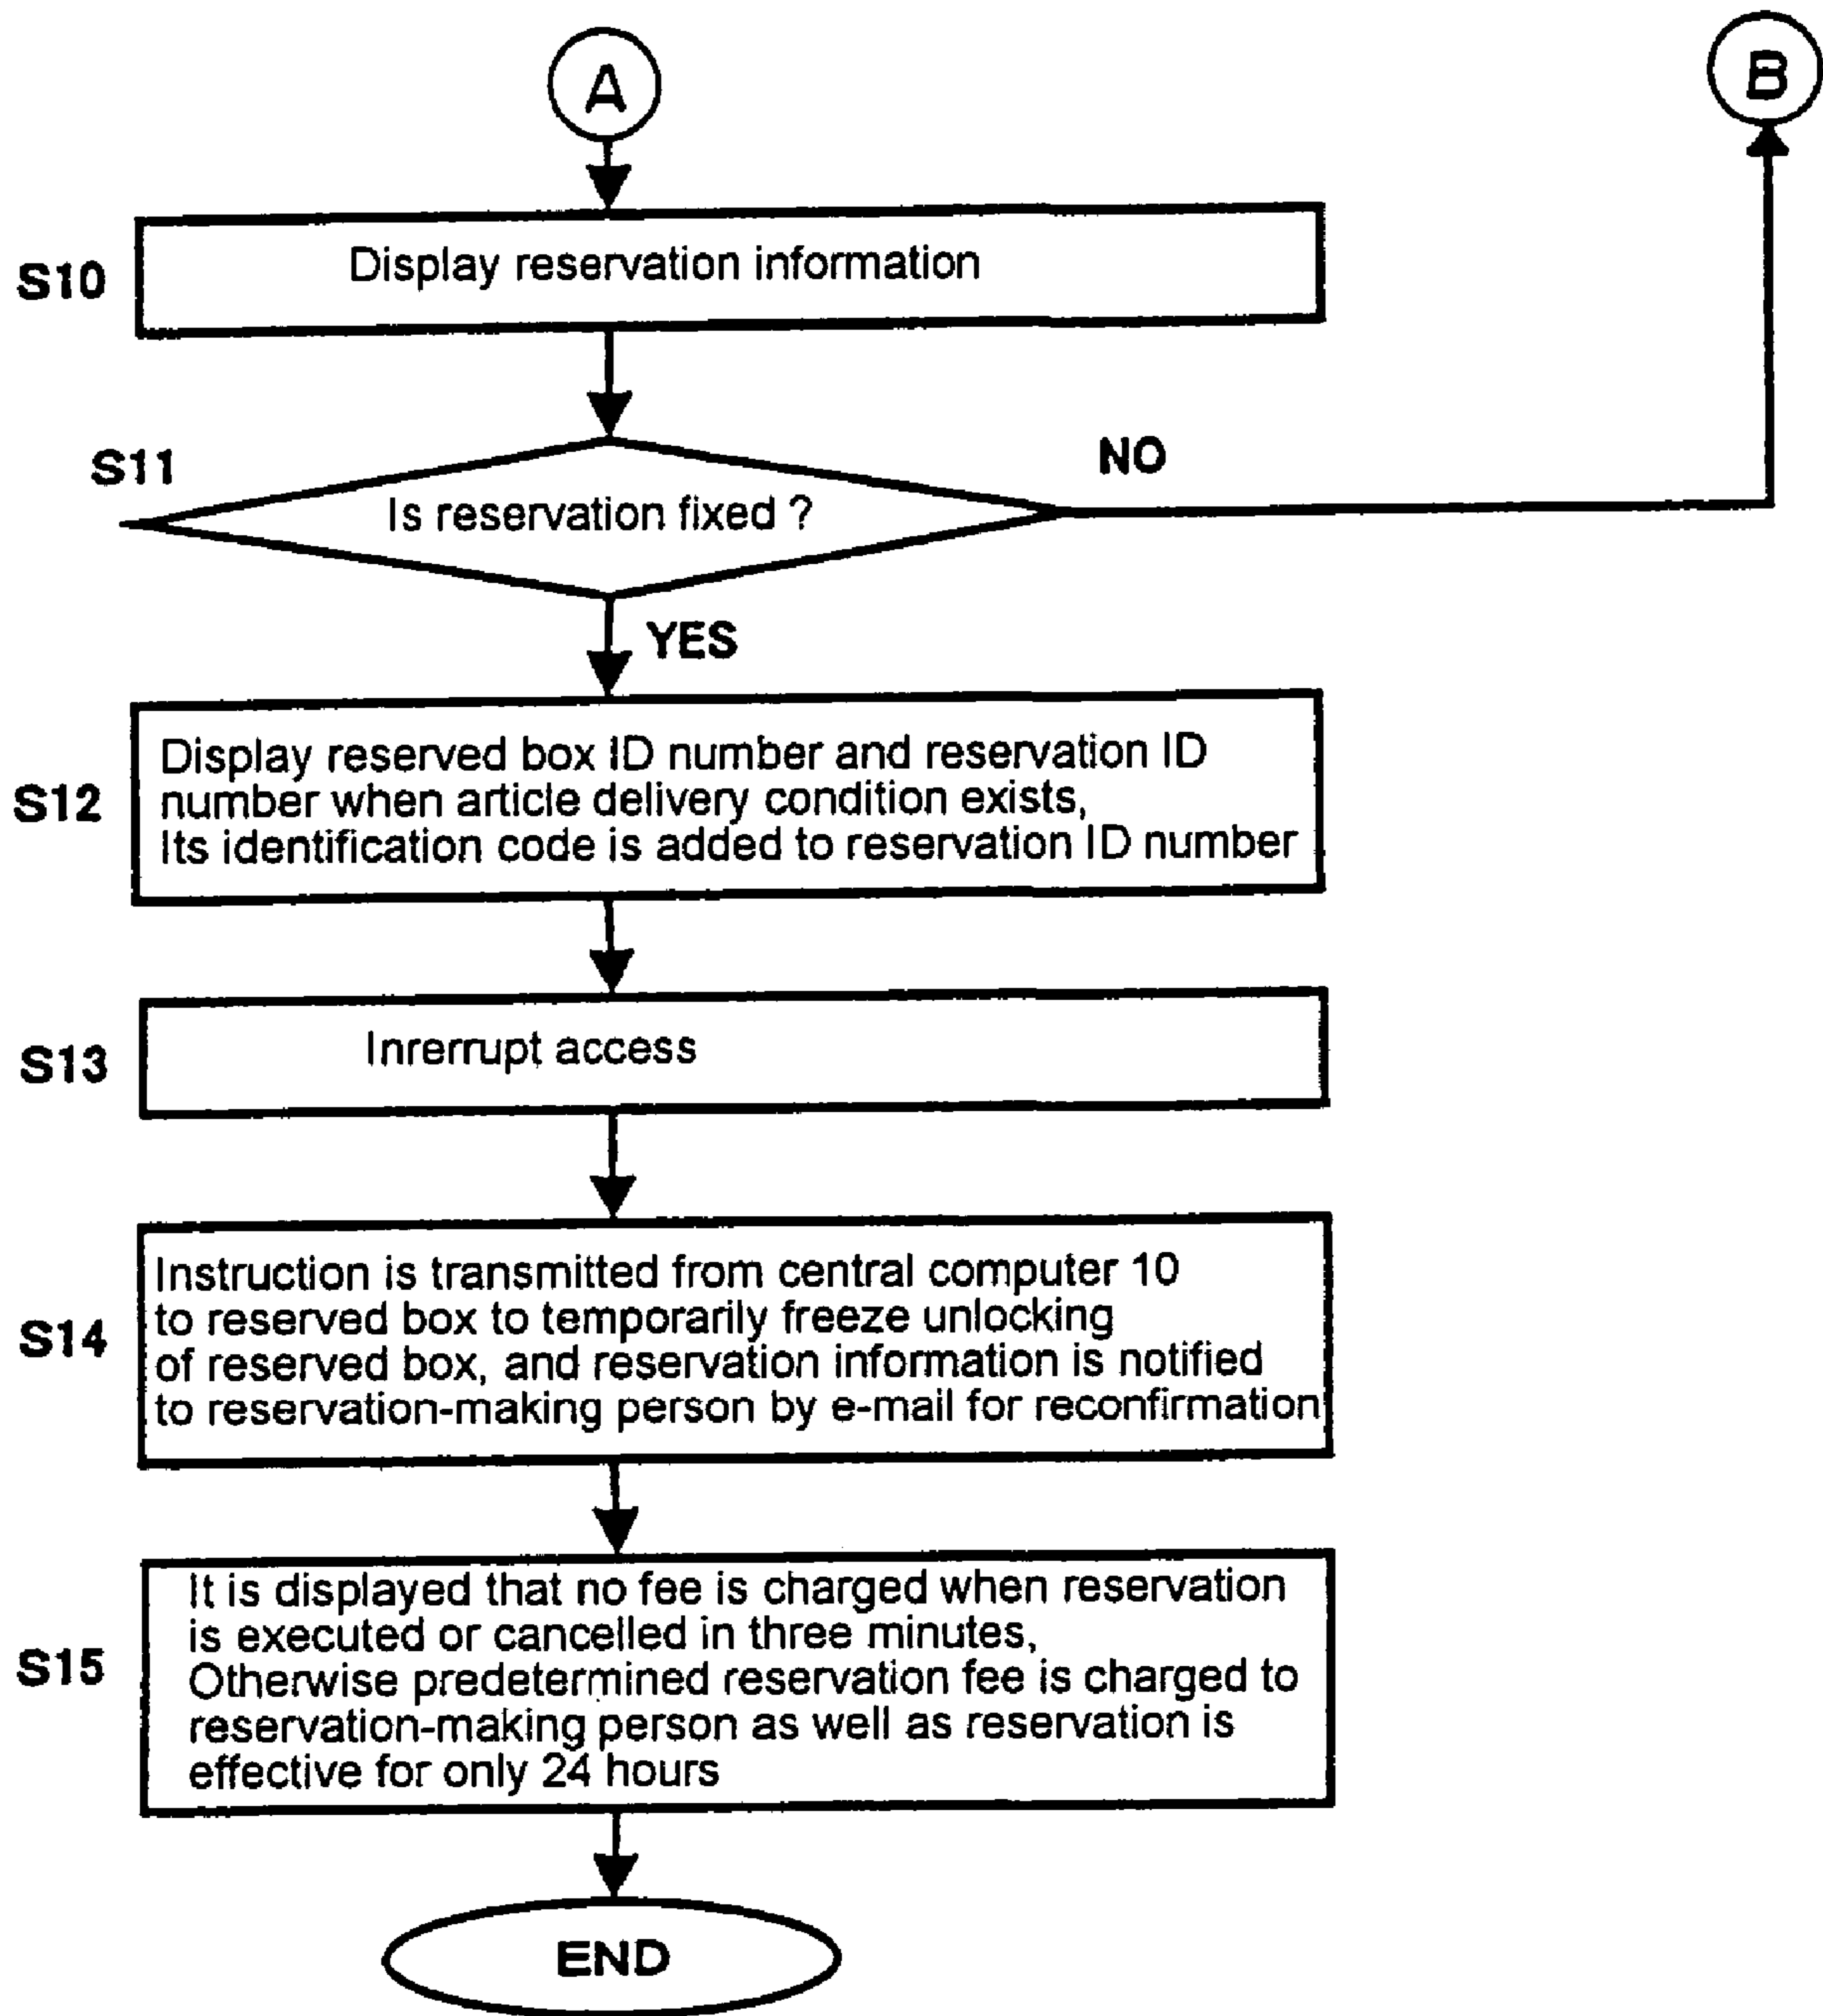 A
B
S10
Display reservation information
S11
Is reservation fixed ?
NO
YES
S12
Display reserved box ID number and reservation ID
number when article delivery condition exists,
Its identification code is added to reservation ID number
S13
Inrerrupt access
S14
Instruction is transmitted from central computer 10
to reserved box to temporarily freeze unlocking
of reserved box, and reservation information is notified
to reservation-making person by e-mail for reconfirmation
S15
It is displayed that no fee is charged when reservation
is executed or cancelled in three minutes,
Otherwise predetermined reservation fee is charged to
reservation-making person as well as reservation is
effective for only 24 hours
END